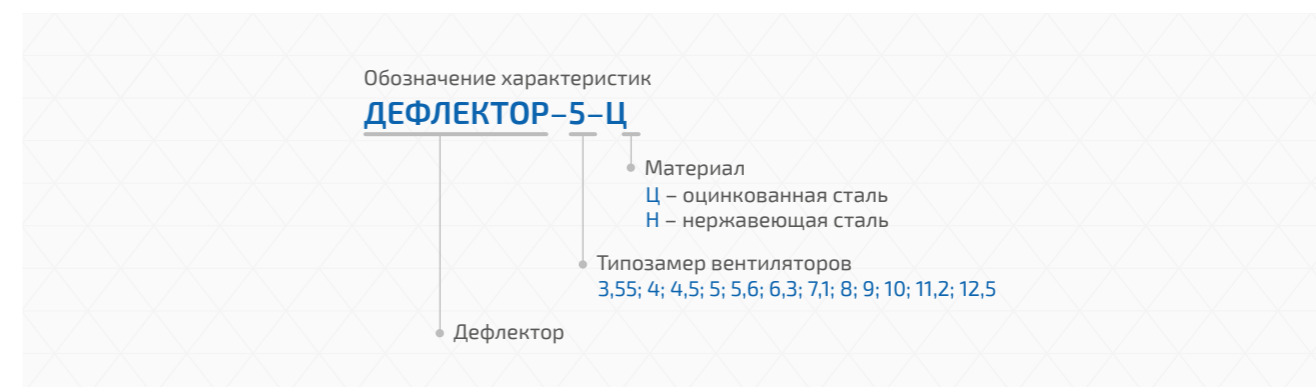 Обозначение характеристик
ДЕФЛЕКТОР–5–Ц
Материал
Ц – оцинкованная сталь
Н – нержавеющая сталь
Типозамер вентиляторов
3,55; 4; 4,5; 5; 5,6; 6,3; 7,1; 8; 9; 10; 11,2; 12,5
Дефлектор